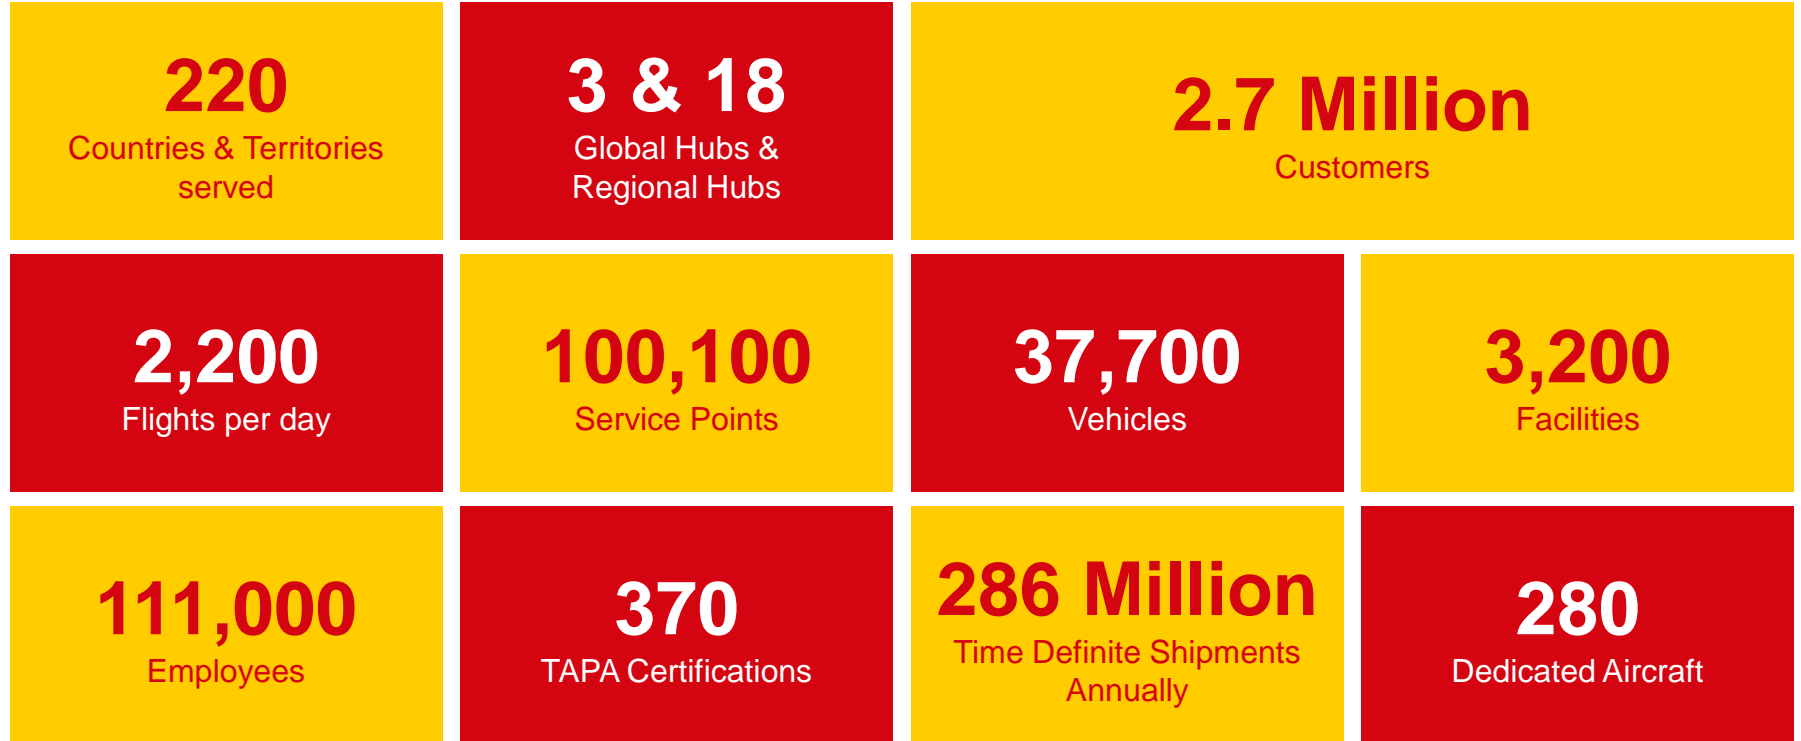 220
Countries & Territories
served
3 & 18
Global Hubs &
Regional Hubs
2.7 Million
Customers
2,200
Flights per day
100,100
Service Points
37,700
Vehicles
3,200
Facilities
111,000
Employees
370
TAPA Certifications
286 Million
Time Definite Shipments
Annually
280
Dedicated Aircraft